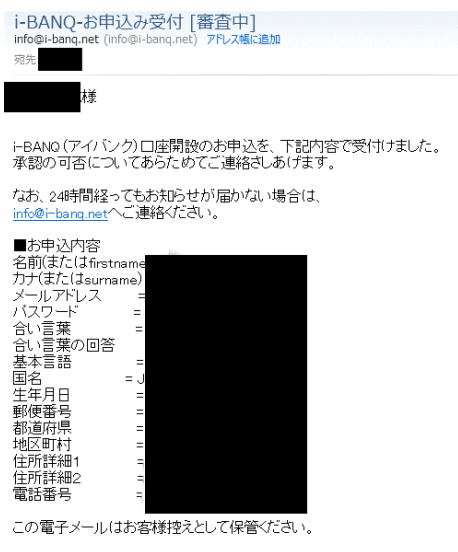 i-BANQ-お申込み受付 [審査中]
info@i-banq.net (info@i-banq.net) アドレス帳に追加
宛先
様
i-BANQ（アイバンク）口座開設のお申込を、下記内容で受付けました。
承認の可否についてあらためてご連絡さしあげます。
なお、24時間経ってもお知らせが届かない場合は、
info@i-banq.netへご連絡ください。
■お申込内容
名前(またはfirstname
カナ(またはsurname)
メールアドレス =
パスワード =
合い言葉 =
合い言葉の回答
基本言語 =
国名 = J
生年月日 =
郵便番号 =
都道府県 =
地区町村 =
住所詳細1 =
住所詳細2 =
電話番号 =
この電子メールはお客様控えとして保管ください。